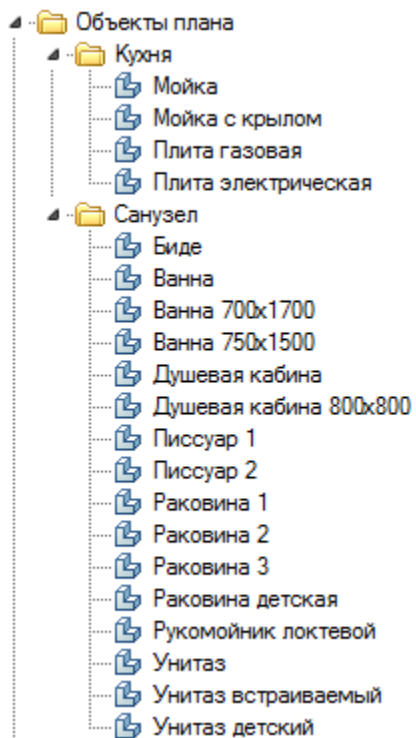 Объекты плана
Кухня
Мойка
Мойка с крылом
Плита газовая
Плита электрическая
Санузел
Биде
Ванна
Ванна 700x1700
Ванна 750x1500
Душевая кабина
Душевая кабина 800x800
Писсуар 1
Писсуар 2
Раковина 1
Раковина 2
Раковина 3
Раковина детская
Рукомойник локтевой
Унитаз
Унитаз встраиваемый
Унитаз детский